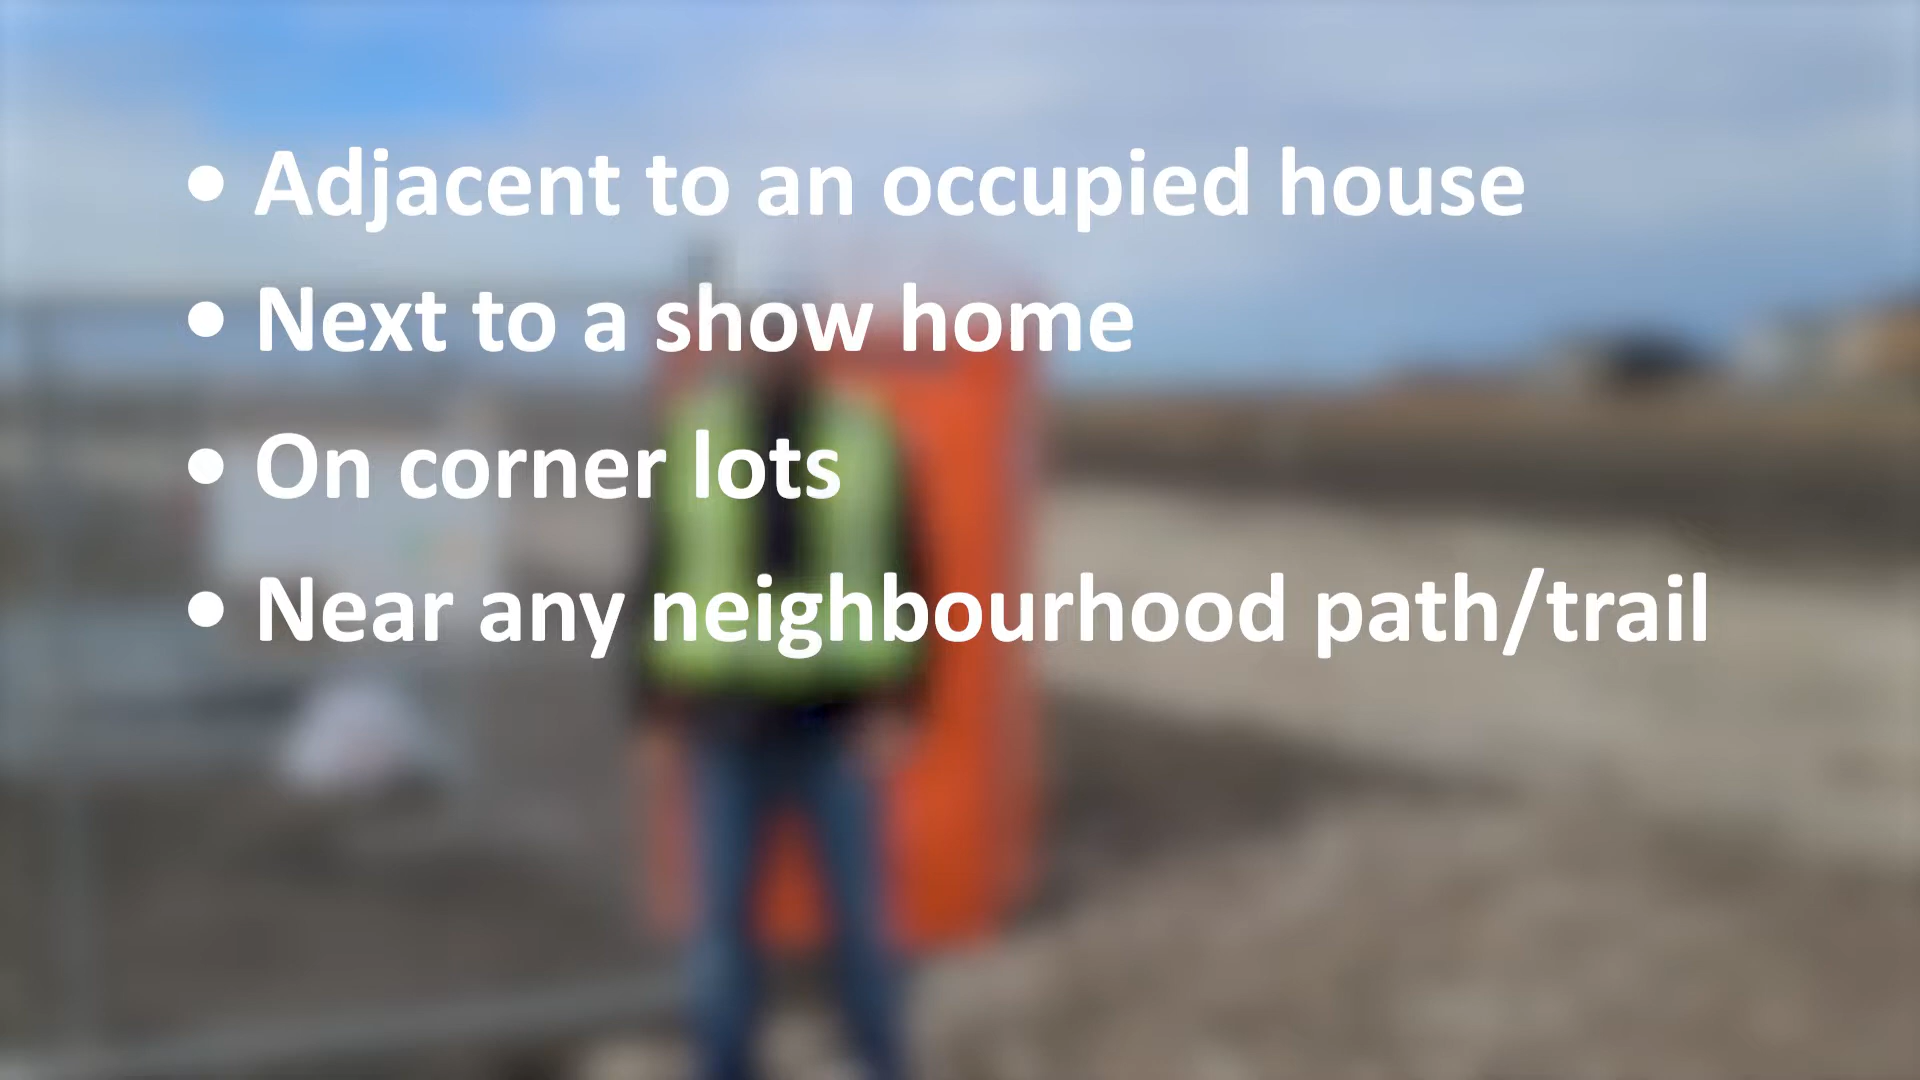 • Adjacent to an occupied house
• Next to a show home
• On corner lots
• Near any neighbourhood path/trail